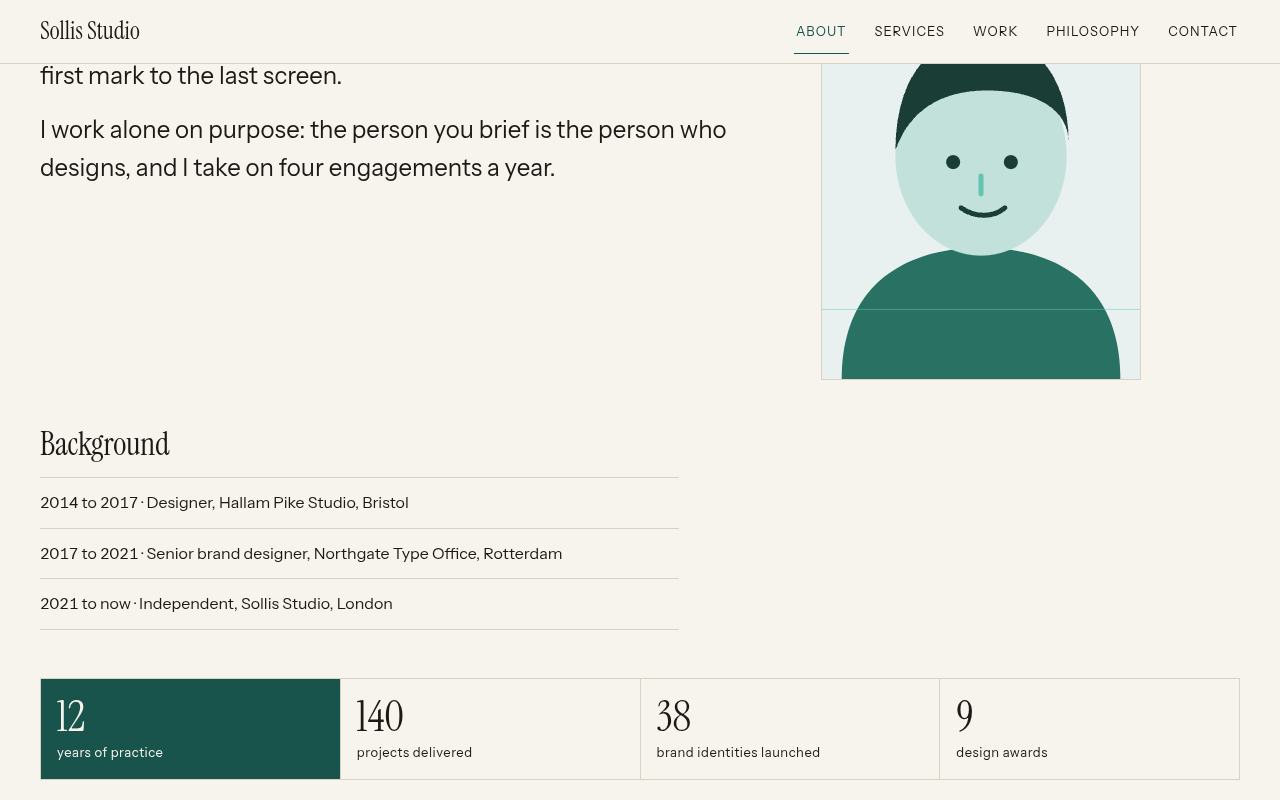 Sollis Studio
ABOUT SERVICES WORK PHILOSOPHY CONTACT
first mark to the last screen.
I work alone on purpose: the person you brief is the person who
designs, and I take on four engagements a year.
Background
2014 to 2017 · Designer, Hallam Pike Studio, Bristol
2017 to 2021 · Senior brand designer, Northgate Type Office, Rotterdam
2021 to now · Independent, Sollis Studio, London
12
years of practice
140
projects delivered
38
brand identities launched
9
design awards